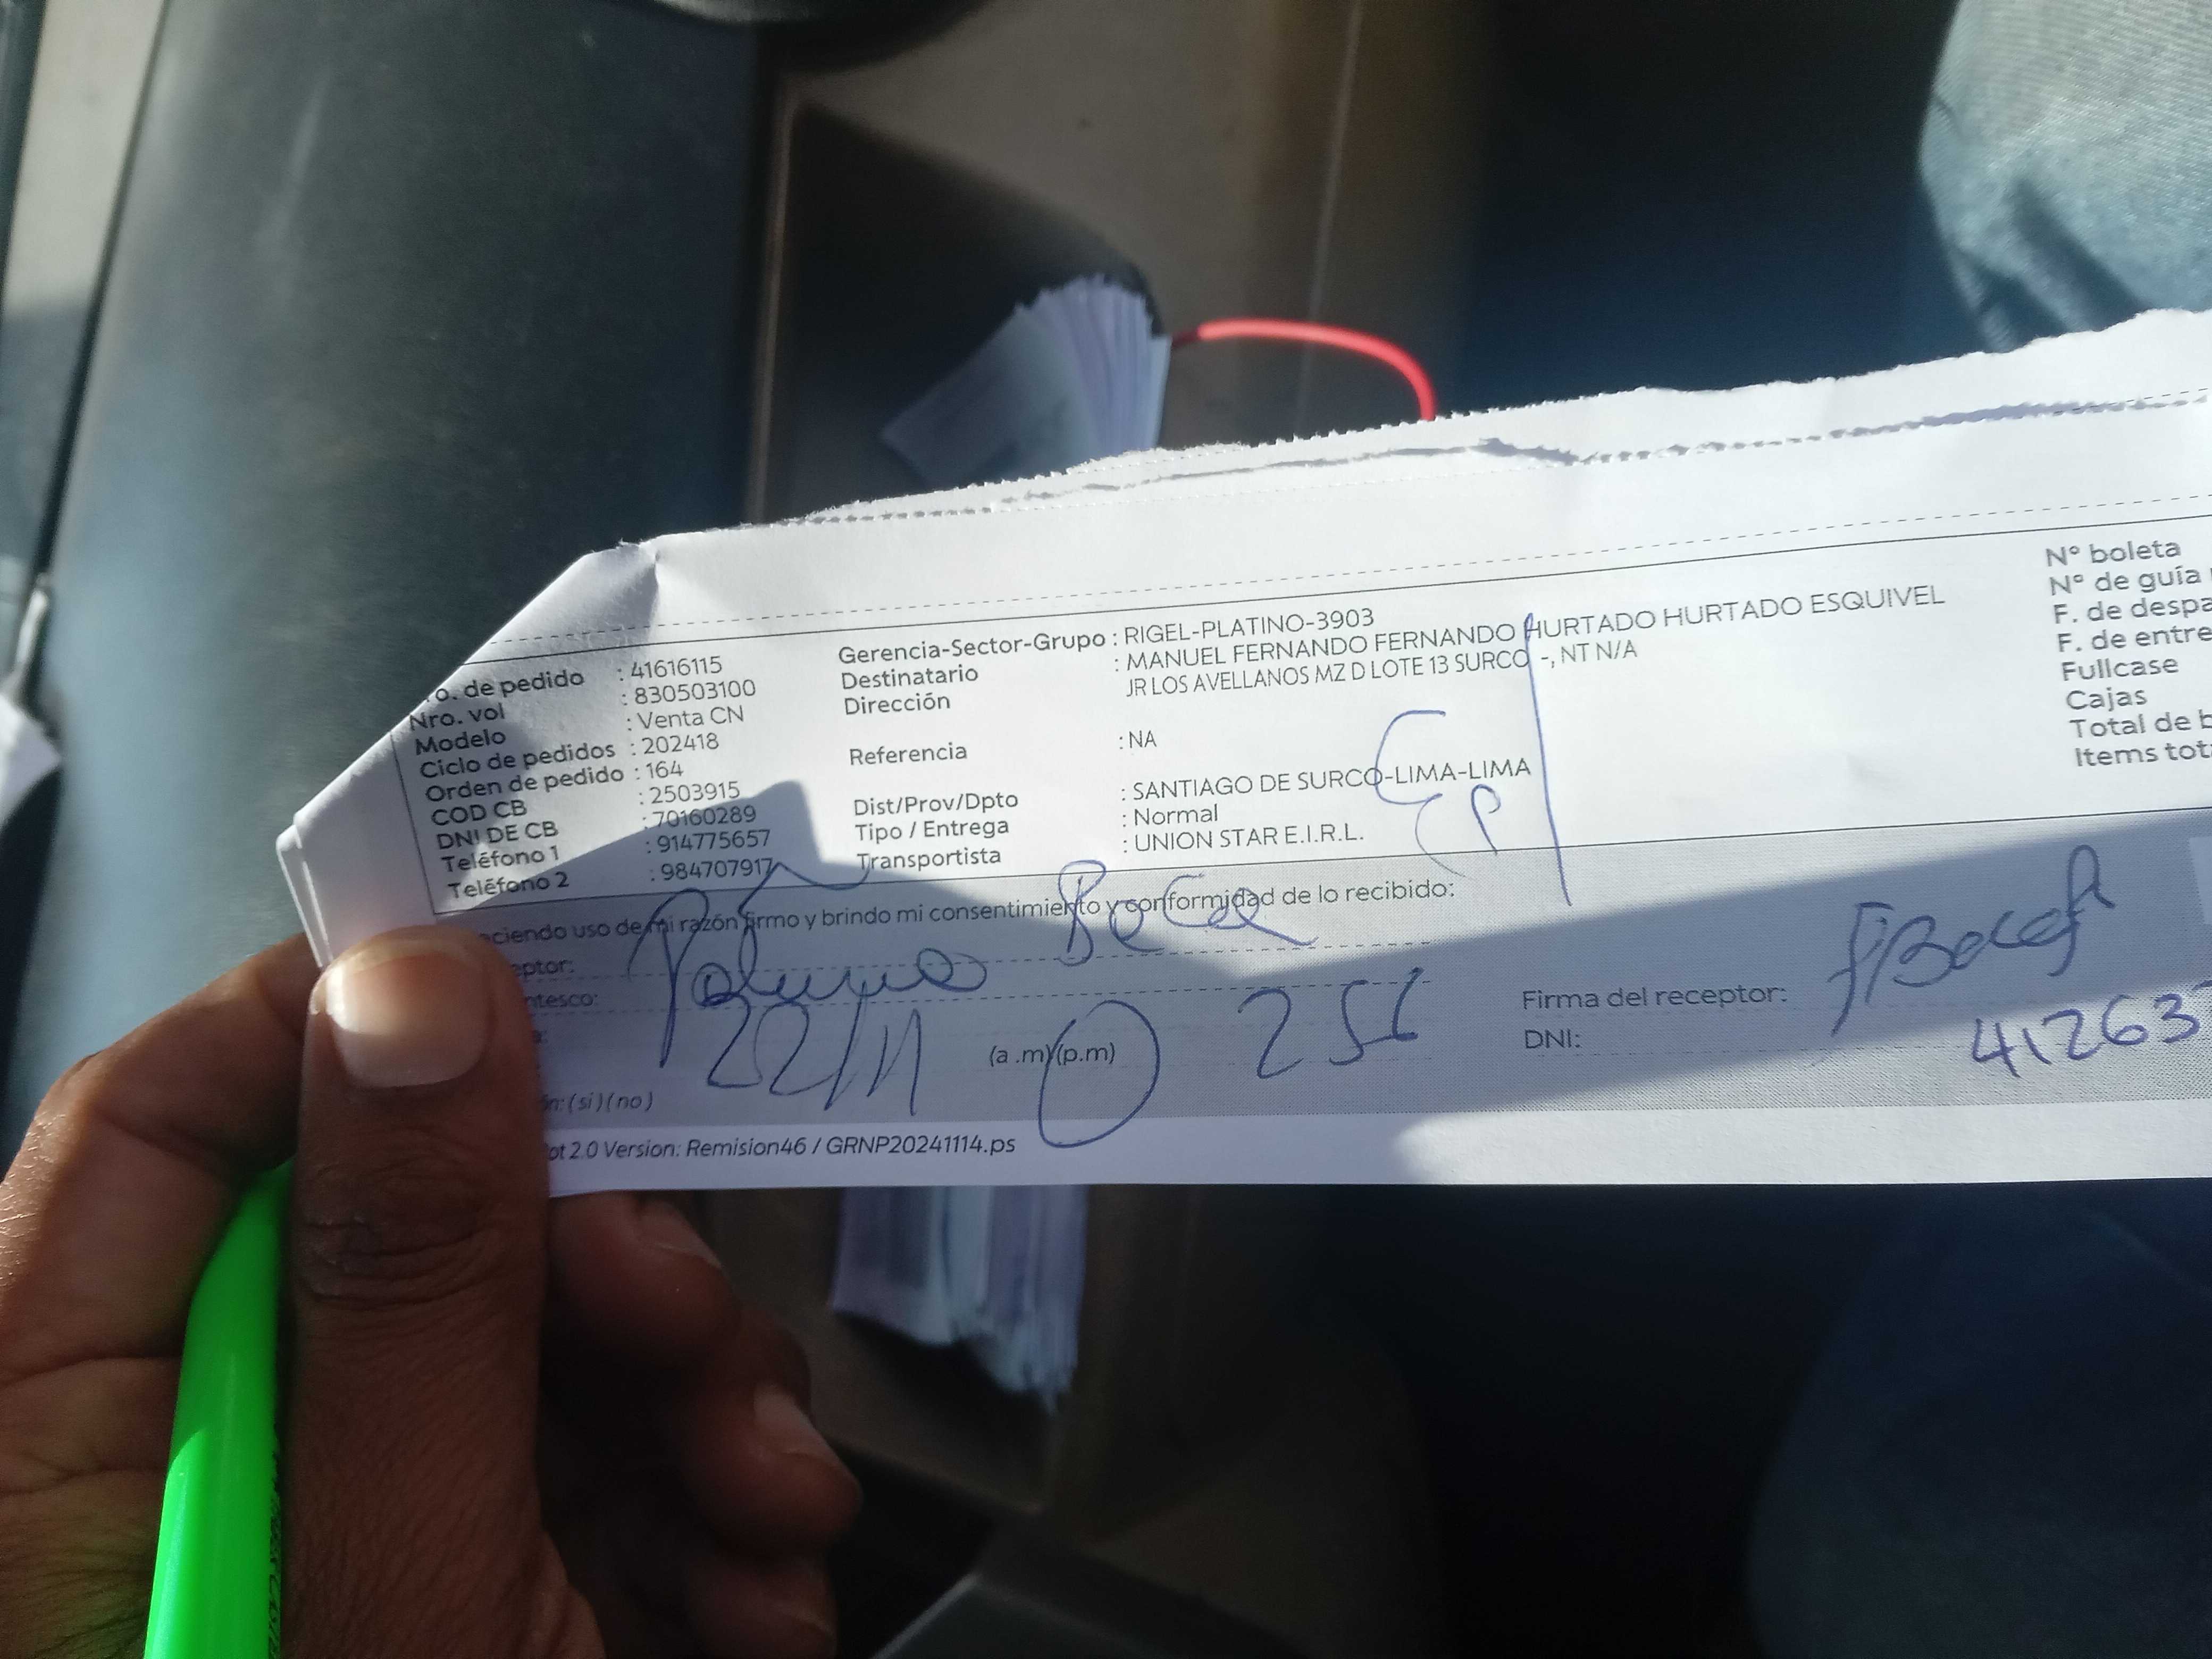 o. de pedido : 41616115
Nro. vol : 830503100
Modelo : Venta CN
Ciclo de pedidos : 202418
Orden de pedido : 164
COD CB : 2503915
DNI DE CB : 70160289
Teléfono 1 : 914775657
Teléfono 2 : 984707917
Gerencia-Sector-Grupo : RIGEL-PLATINO-3903
Destinatario : MANUEL FERNANDO FERNANDO HURTADO HURTADO ESQUIVEL
Dirección JR LOS AVELLANOS MZ D LOTE 13 SURCO -, NT N/A
Referencia : NA
Dist/Prov/Dpto : SANTIAGO DE SURCO-LIMA-LIMA
Tipo / Entrega : Normal
Transportista : UNION STAR E.I.R.L.
N° boleta
N° de guía
F. de despa
F. de entre
Fullcase
Cajas
Total de b
Items tot
ciendo uso de mi razón firmo y brindo mi consentimiento y conformidad de lo recibido:
eptor:
ntesco:
22/11 (a .m)(p.m)
n: (si) (no)
Firma del receptor:
DNI: 41263
ot 2.0 Version: Remision46 / GRNP20241114.ps